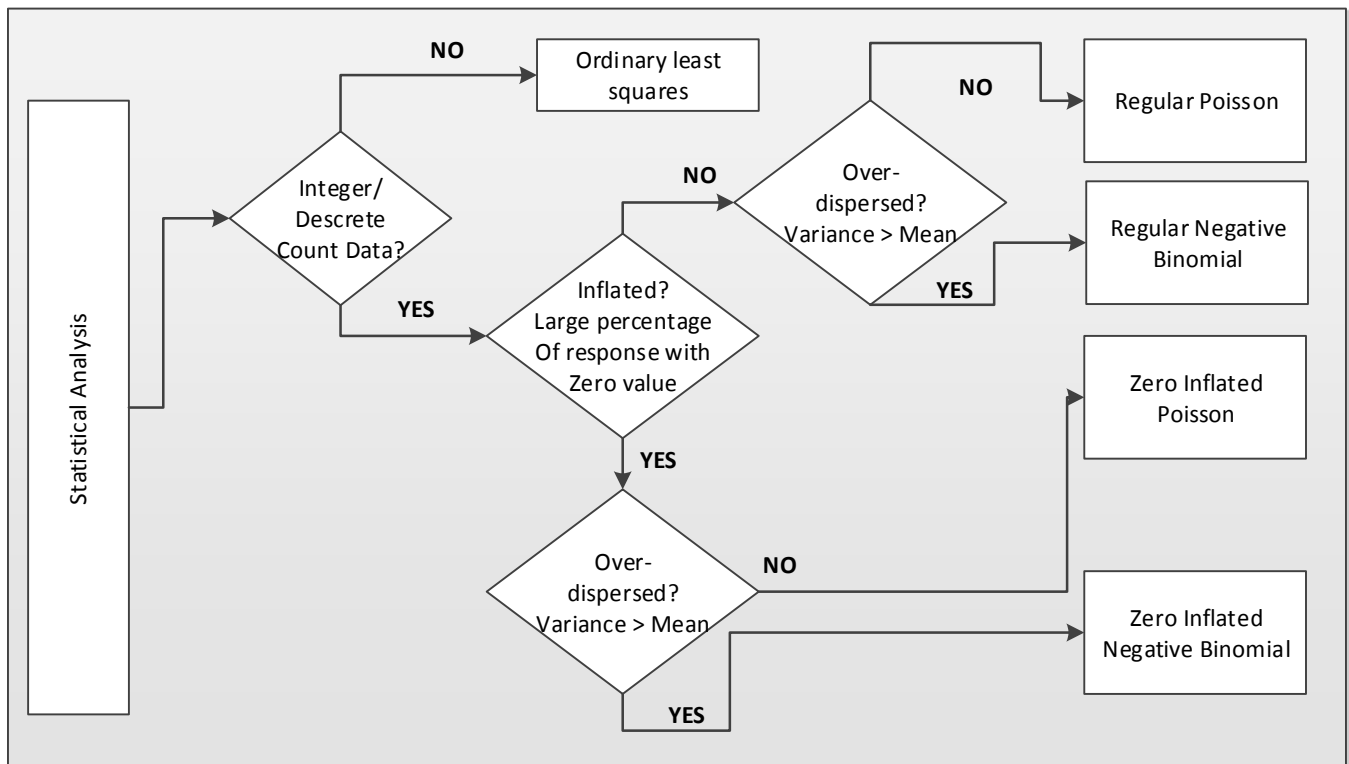 Statistical Analysis
Integer/
Descrete
Count Data?
NO
Ordinary least
squares
YES
Inflated?
Large percentage
Of response with
Zero value
NO
Over-
dispersed?
Variance > Mean
NO
Regular Poisson
YES
Regular Negative
Binomial
YES
Over-
dispersed?
Variance > Mean
NO
Zero Inflated
Poisson
YES
Zero Inflated
Negative Binomial